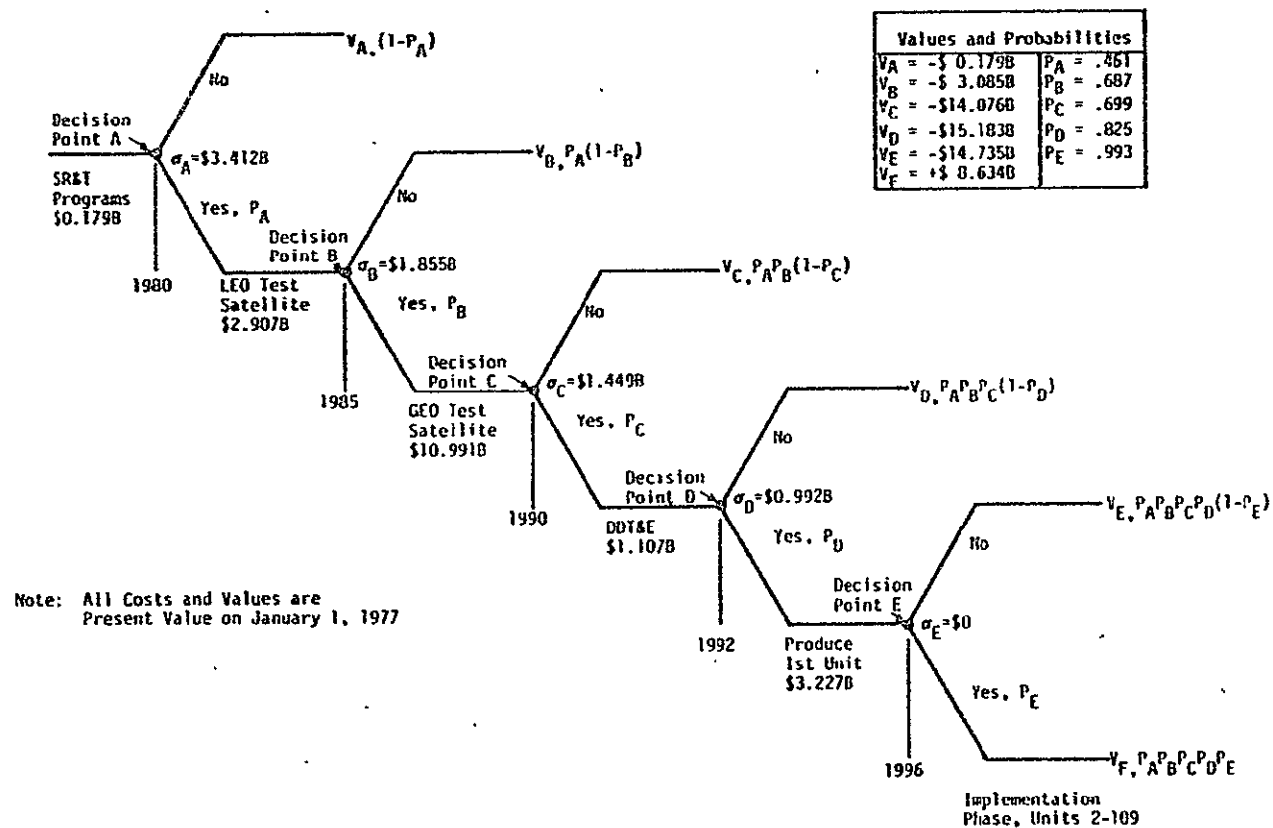 V_A, (1-P_A)
No
Decision
Point A
σ_A=$3.412B
SR&T
Programs
$0.179B
Yes, P_A
1980
Values and Probabilities
V_A = -$ 0.179B P_A = .461
V_B = -$ 3.085B P_B = .687
V_C = -$14.076B P_C = .699
V_D = -$15.183B P_D = .825
V_E = -$14.735B P_E = .993
V_F = +$ 8.634B
V_B, P_A(1-P_B)
No
Decision
Point B
σ_B=$1.855B
LEO Test
Satellite
$2.907B
Yes, P_B
1985
V_C, P_AP_B(1-P_C)
No
Decision
Point C
σ_C=$1.449B
GEO Test
Satellite
$10.991B
Yes, P_C
1990
V_D, P_AP_BP_C(1-P_D)
No
Decision
Point D
σ_D=$0.992B
DDT&E
$1.107B
Yes, P_D
1992
V_E, P_AP_BP_CP_D(1-P_E)
No
Decision
Point E
σ_E=$0
Produce
1st Unit
$3.227B
Yes, P_E
1996
V_F, P_AP_BP_CP_DP_E
Implementation
Phase, Units 2-109
Note: All Costs and Values are
Present Value on January 1, 1977